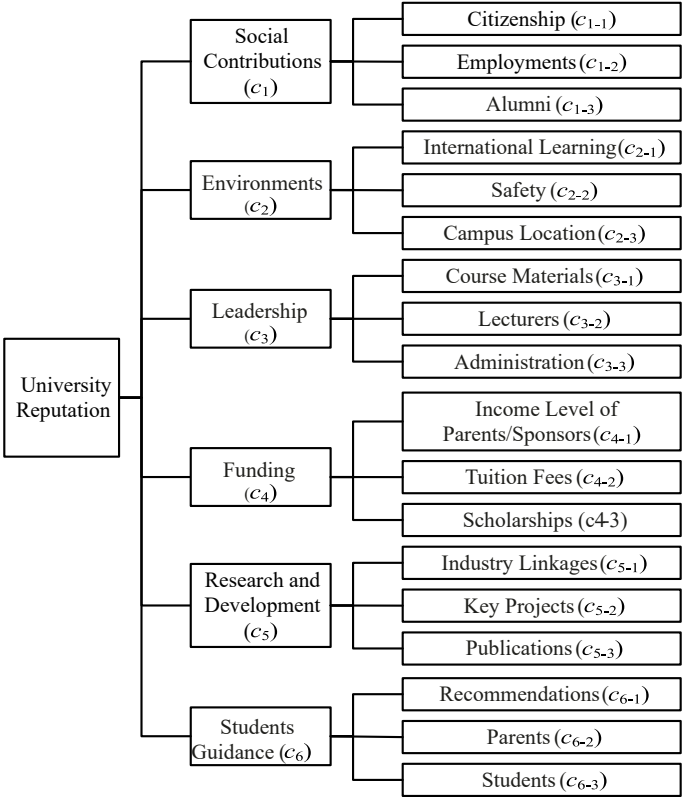 University
Reputation
Social
Contributions
(c1)
Citizenship (c1-1)
Employments (c1-2)
Alumni (c1-3)
Environments
(c2)
International Learning(c2-1)
Safety (c2-2)
Campus Location(c2-3)
Leadership
(c3)
Course Materials(c3-1)
Lecturers (c3-2)
Administration(c3-3)
Funding
(c4)
Income Level of
Parents/Sponsors(c4-1)
Tuition Fees(c4-2)
Scholarships (c4-3)
Research and
Development
(c5)
Industry Linkages(c5-1)
Key Projects(c5-2)
Publications(c5-3)
Students
Guidance (c6)
Recommendations(c6-1)
Parents (c6-2)
Students (c6-3)